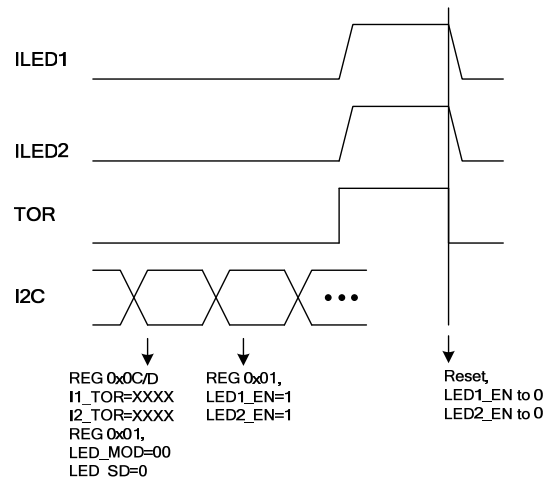 ILED1
ILED2
TOR
I2C
REG 0x0C/D
I1_TOR=XXXX
I2_TOR=XXXX
REG 0x01,
LED_MOD=00
LED_SD=0
REG 0x01,
LED1_EN=1
LED2_EN=1
Reset,
LED1_EN to 0
LED2_EN to 0